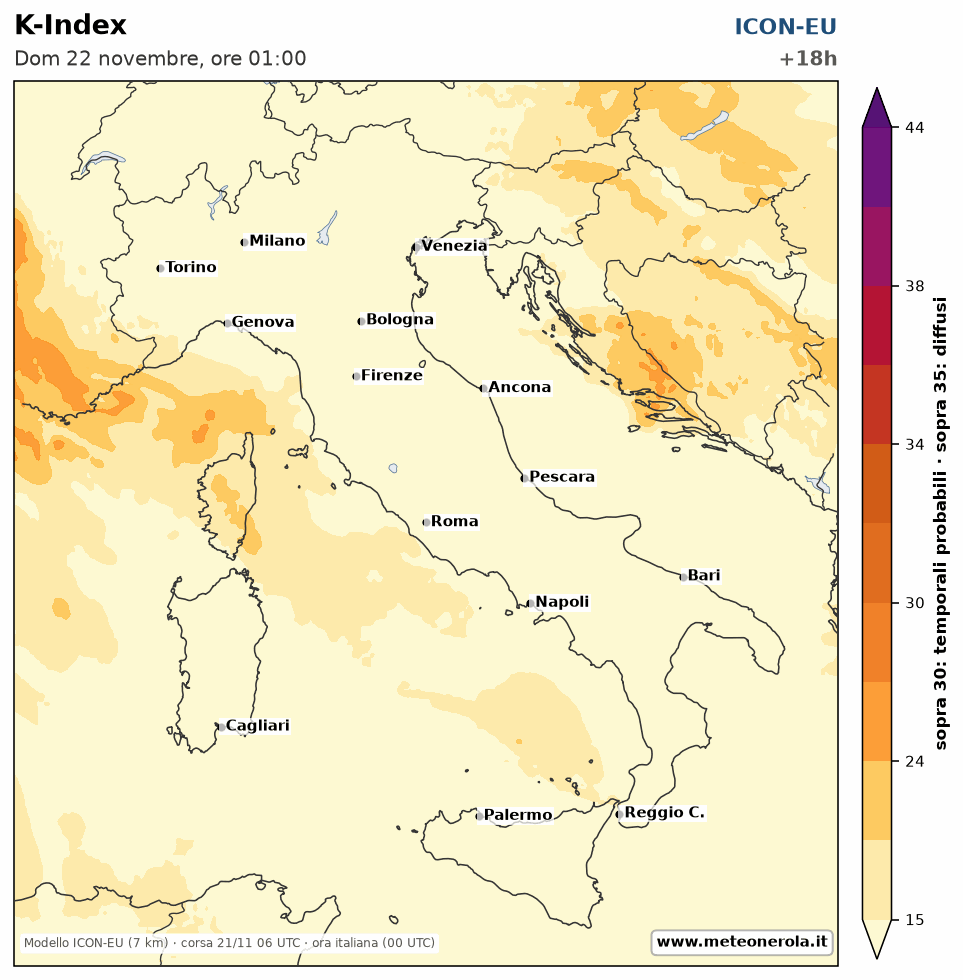 K-Index
ICON-EU
Dom 22 novembre, ore 01:00
+18h
44
38
34
30
24
15
sopra 30: temporali probabili · sopra 35: diffusi
Milano
Venezia
Torino
Genova
Bologna
Firenze
Ancona
Pescara
Roma
Bari
Napoli
Cagliari
Palermo
Reggio C.
Modello ICON-EU (7 km) · corsa 21/11 06 UTC · ora italiana (00 UTC)
www.meteonerola.it